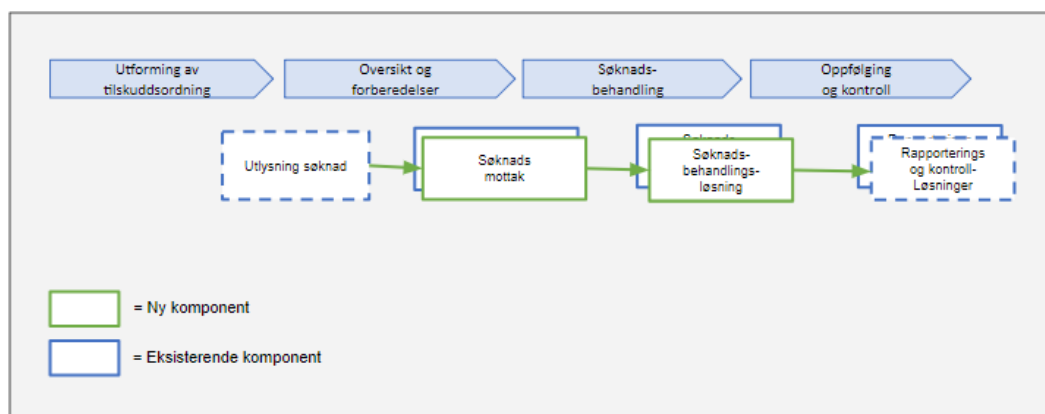 Utforming av
tilskuddsordning
Oversikt og
forberedelser
Søknads-
behandling
Oppfølging
og kontroll
Utlysning søknad
Søknads
mottak
Søknads-
behandlings-
løsning
Rapporterings
og kontroll-
Løsninger
= Ny komponent
= Eksisterende komponent